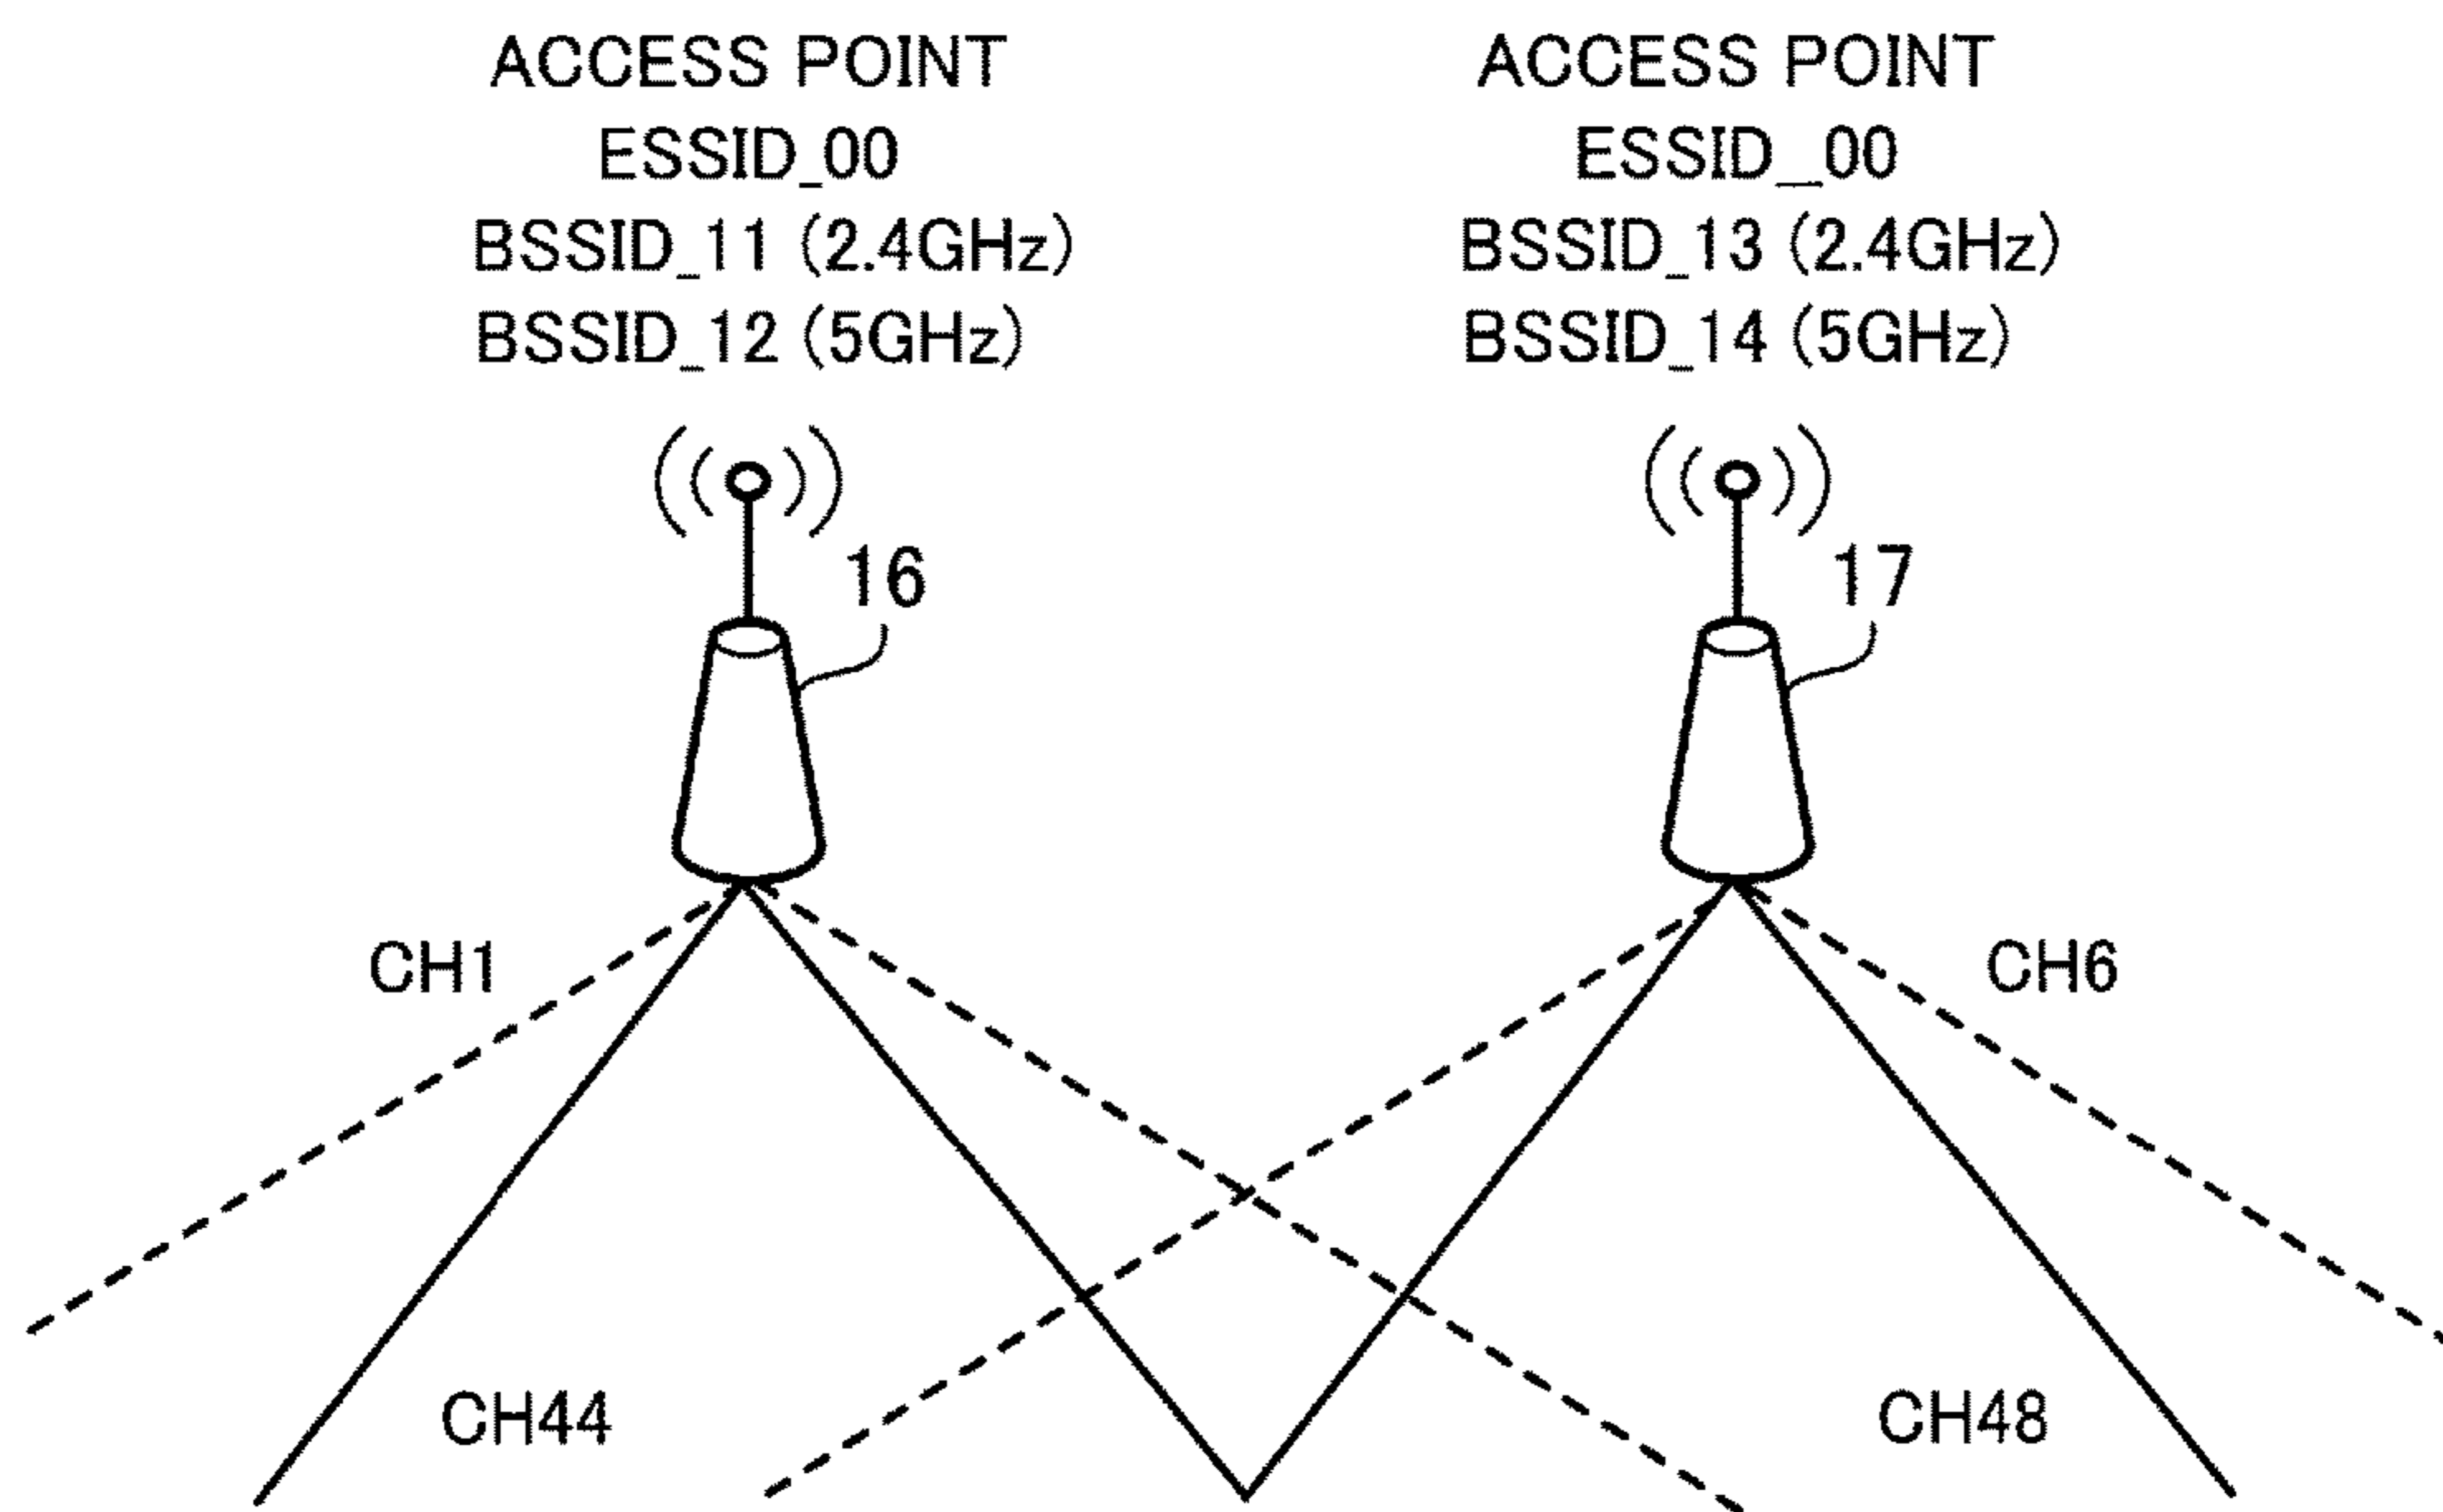 ACCESS POINT
ESSID_00
BSSID_11 (2.4GHz)
BSSID_12 (5GHz)
16
CH1
CH44
ACCESS POINT
ESSID_00
BSSID_13 (2.4GHz)
BSSID_14 (5GHz)
17
CH6
CH48